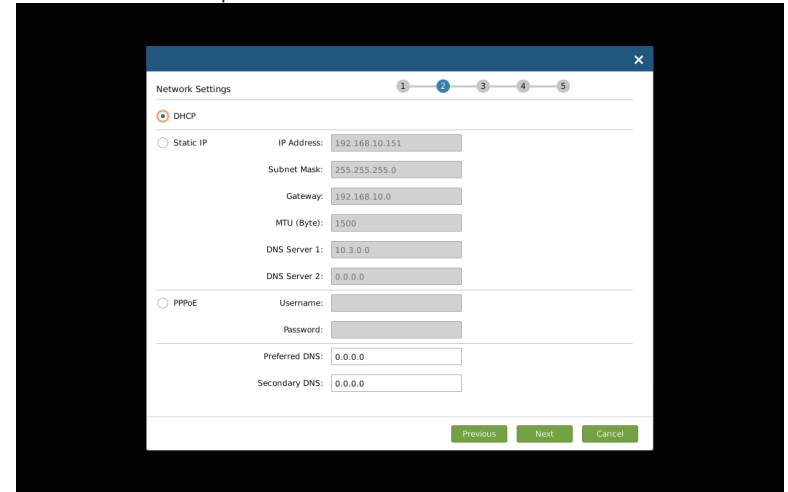 Network Settings 1 2 3 4 5
DHCP
Static IP IP Address: 192.168.10.151
Subnet Mask: 255.255.255.0
Gateway: 192.168.10.0
MTU (Byte): 1500
DNS Server 1: 10.3.0.0
DNS Server 2: 0.0.0.0
PPPoE Username:
Password:
Preferred DNS: 0.0.0.0
Secondary DNS: 0.0.0.0
Previous Next Cancel